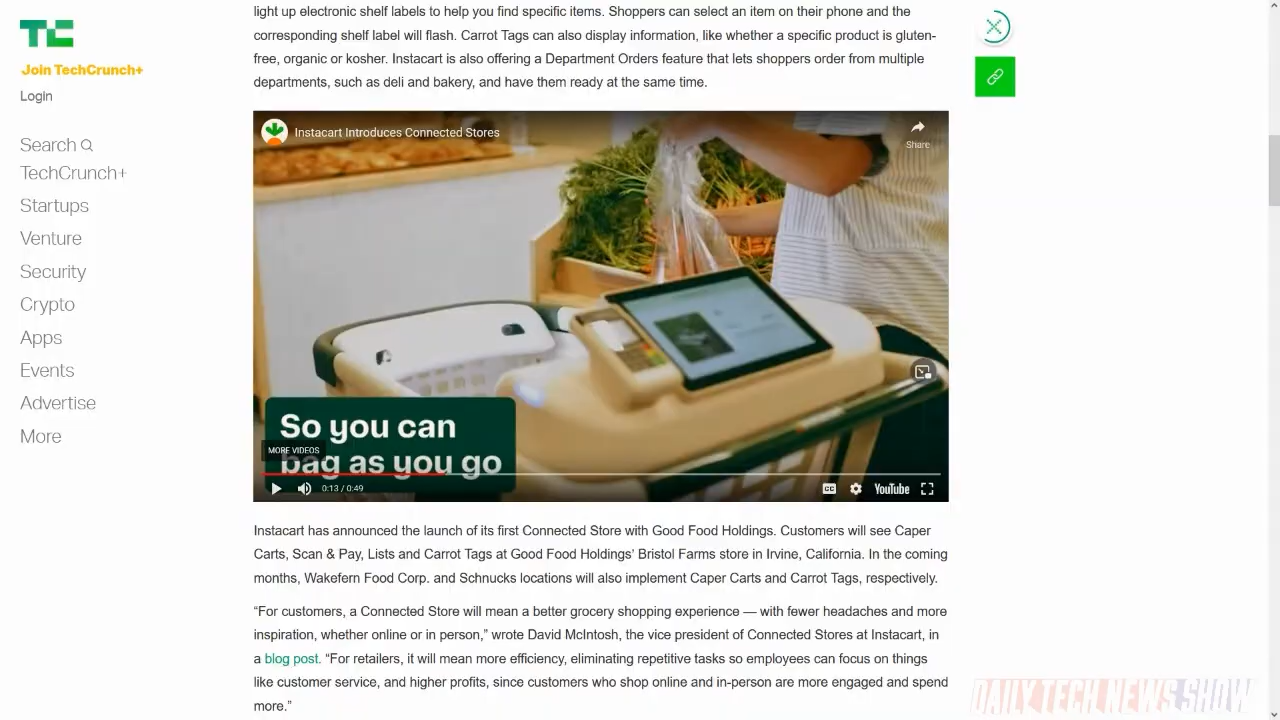 TC
Join TechCrunch+
Login
Search
TechCrunch+
Startups
Venture
Security
Crypto
Apps
Events
Advertise
More
light up electronic shelf labels to help you find specific items. Shoppers can select an item on their phone and the
corresponding shelf label will flash. Carrot Tags can also display information, like whether a specific product is gluten-
free, organic or kosher. Instacart is also offering a Department Orders feature that lets shoppers order from multiple
departments, such as deli and bakery, and have them ready at the same time.
Instacart Introduces Connected Stores
Share
So you can
bag as you go
MORE VIDEOS
0:13 / 0:49
CC
YouTube
Instacart has announced the launch of its first Connected Store with Good Food Holdings. Customers will see Caper
Carts, Scan & Pay, Lists and Carrot Tags at Good Food Holdings’ Bristol Farms store in Irvine, California. In the coming
months, Wakefern Food Corp. and Schnucks locations will also implement Caper Carts and Carrot Tags, respectively.
“For customers, a Connected Store will mean a better grocery shopping experience — with fewer headaches and more
inspiration, whether online or in person,” wrote David McIntosh, the vice president of Connected Stores at Instacart, in
a blog post. “For retailers, it will mean more efficiency, eliminating repetitive tasks so employees can focus on things
like customer service, and higher profits, since customers who shop online and in-person are more engaged and spend
more.”
DAILY TECH NEWS SHOW